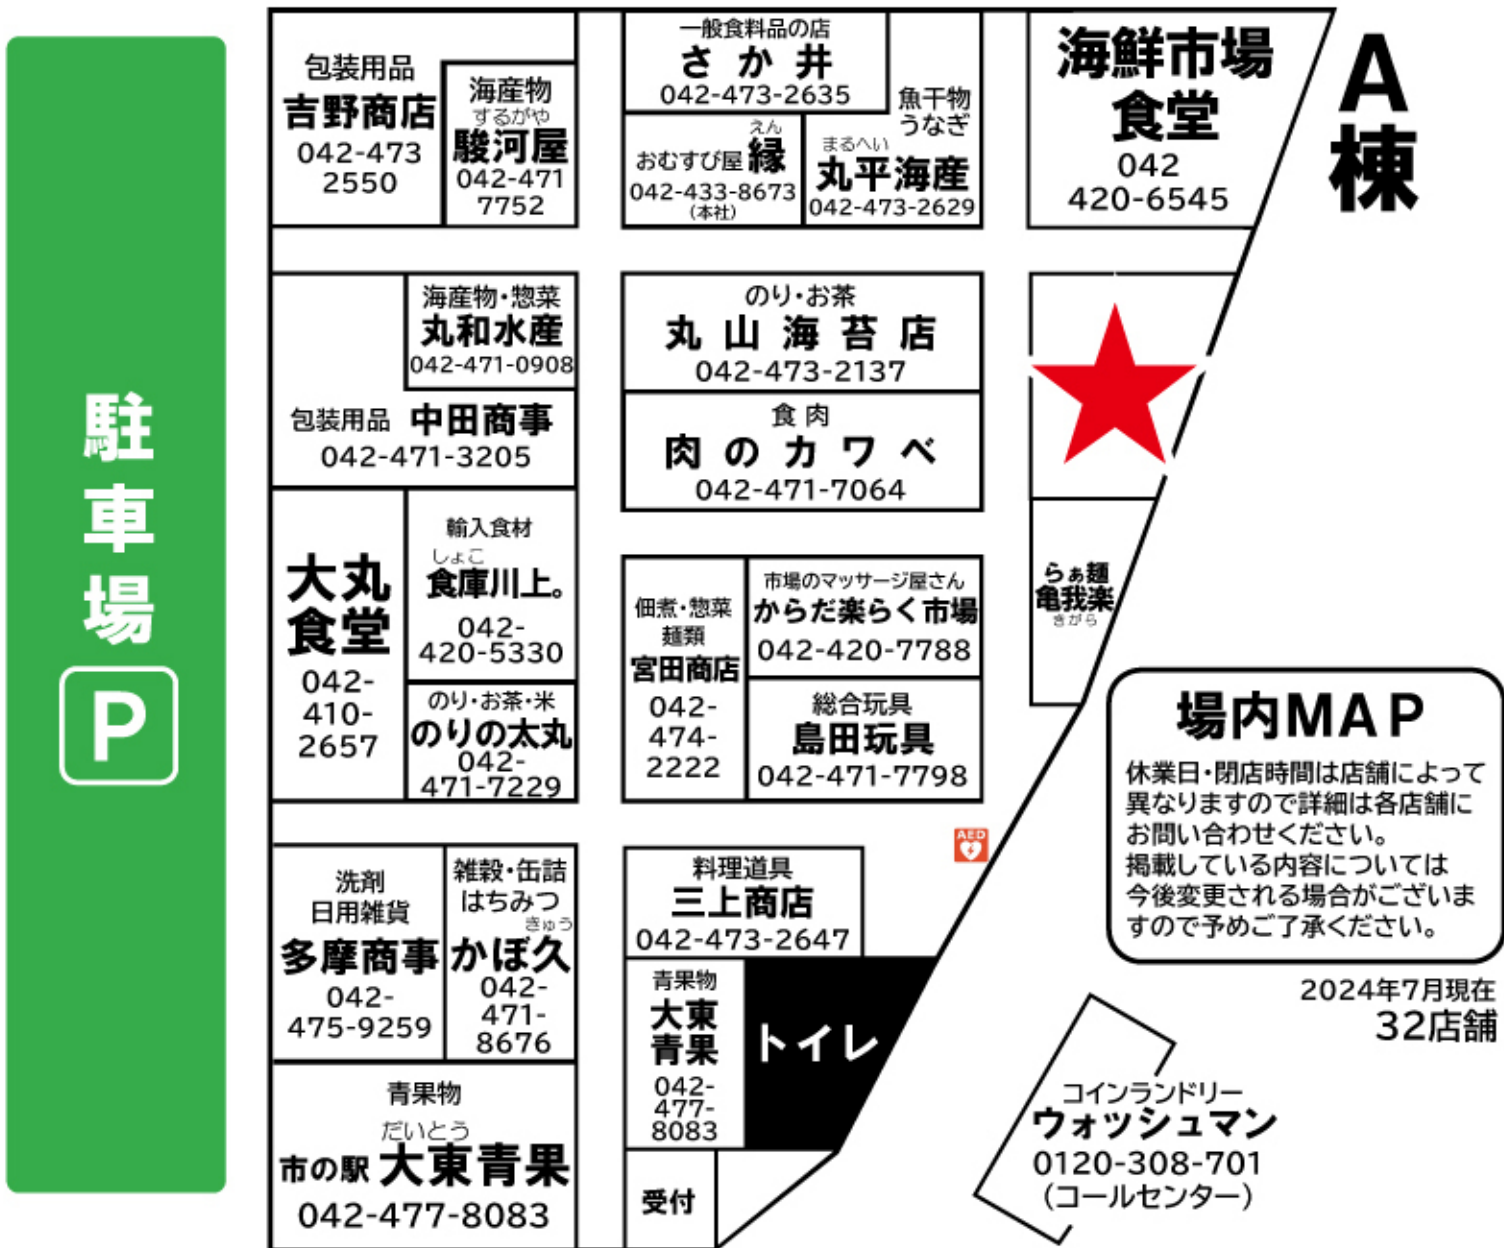 駐車場
P
包装用品
吉野商店
042-473
2550
海産物
するがや
駿河屋
042-471
7752
一般食料品の店
さか井
042-473-2635
おむすび屋 縁
えん
042-433-8673
(本社)
魚干物
うなぎ
まるへい
丸平海産
042-473-2629
海鮮市場
食堂
042
420-6545
A棟
海産物・惣菜
丸和水産
042-471-0908
包装用品 中田商事
042-471-3205
のり・お茶
丸山海苔店
042-473-2137
食肉
肉のカワベ
042-471-7064
大丸
食堂
042-
410-
2657
輸入食材
しょこ
食庫川上。
042-
420-5330
のり・お茶・米
のりの太丸
042-
471-7229
佃煮・惣菜
麺類
宮田商店
042-
474-
2222
市場のマッサージ屋さん
からだ楽らく市場
042-420-7788
総合玩具
島田玩具
042-471-7798
らぁ麺
亀我楽
きがら
場内MAP
休業日・閉店時間は店舗によって
異なりますので詳細は各店舗に
お問い合わせください。
掲載している内容については
今後変更される場合がございま
すので予めご了承ください。
2024年7月現在
32店舗
AED
洗剤
日用雑貨
多摩商事
042-
475-9259
雑穀・缶詰
はちみつ
きゅう
かぼ久
042-
471-
8676
料理道具
三上商店
042-473-2647
青果物
大東
青果
042-
477-
8083
トイレ
青果物
だいとう
市の駅 大東青果
042-477-8083
受付
コインランドリー
ウォッシュマン
0120-308-701
(コールセンター)